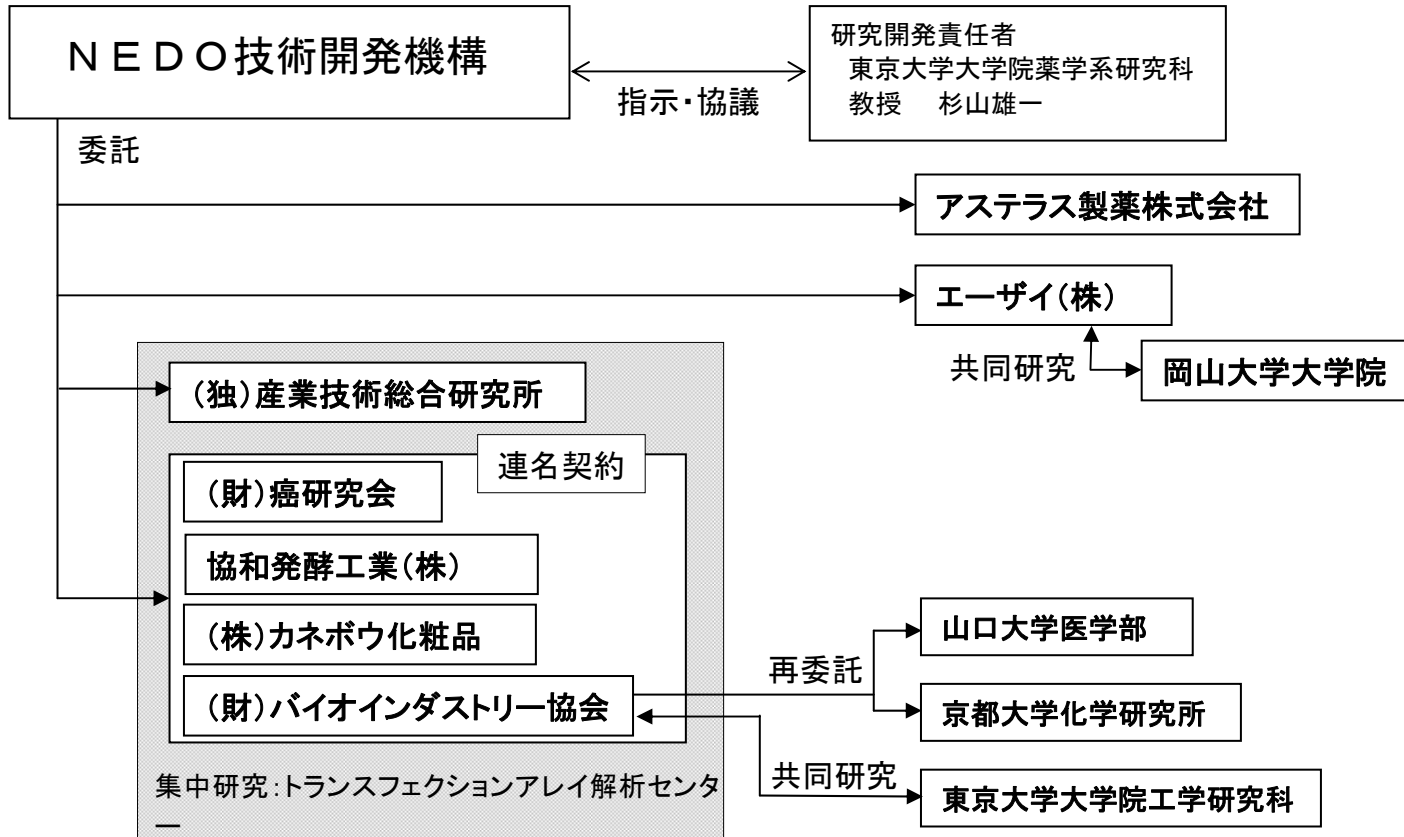 ＮＥＤＯ技術開発機構
研究開発責任者
東京大学大学院薬学系研究科
教授　杉山雄一
指示・協議
委託
アステラス製薬株式会社
エーザイ（株）
共同研究
岡山大学大学院
（独）産業技術総合研究所
連名契約
（財）癌研究会
協和発酵工業（株）
（株）カネボウ化粧品
（財）バイオインダストリー協会
再委託
山口大学医学部
京都大学化学研究所
共同研究
東京大学大学院工学研究科
集中研究：トランスフェクションアレイ解析センタ
ー